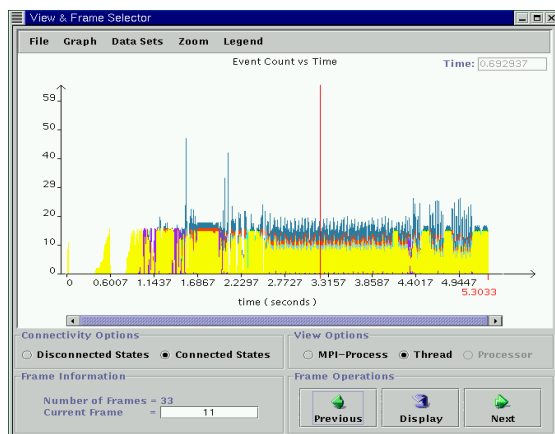 View & Frame Selector
File Graph Data Sets Zoom Legend
Event Count vs Time
Time: 0.692937
59
50
40
29
20
10
0
0 0.6007 1.1437 1.6867 2.2297 2.7727 3.3157 3.8587 4.4017 4.9447
5.3033
time ( seconds )
Connectivity Options
Disconnected States Connected States
View Options
MPI-Process Thread Processor
Frame Information
Number of Frames = 33
Current Frame = 11
Frame Operations
Previous Display Next